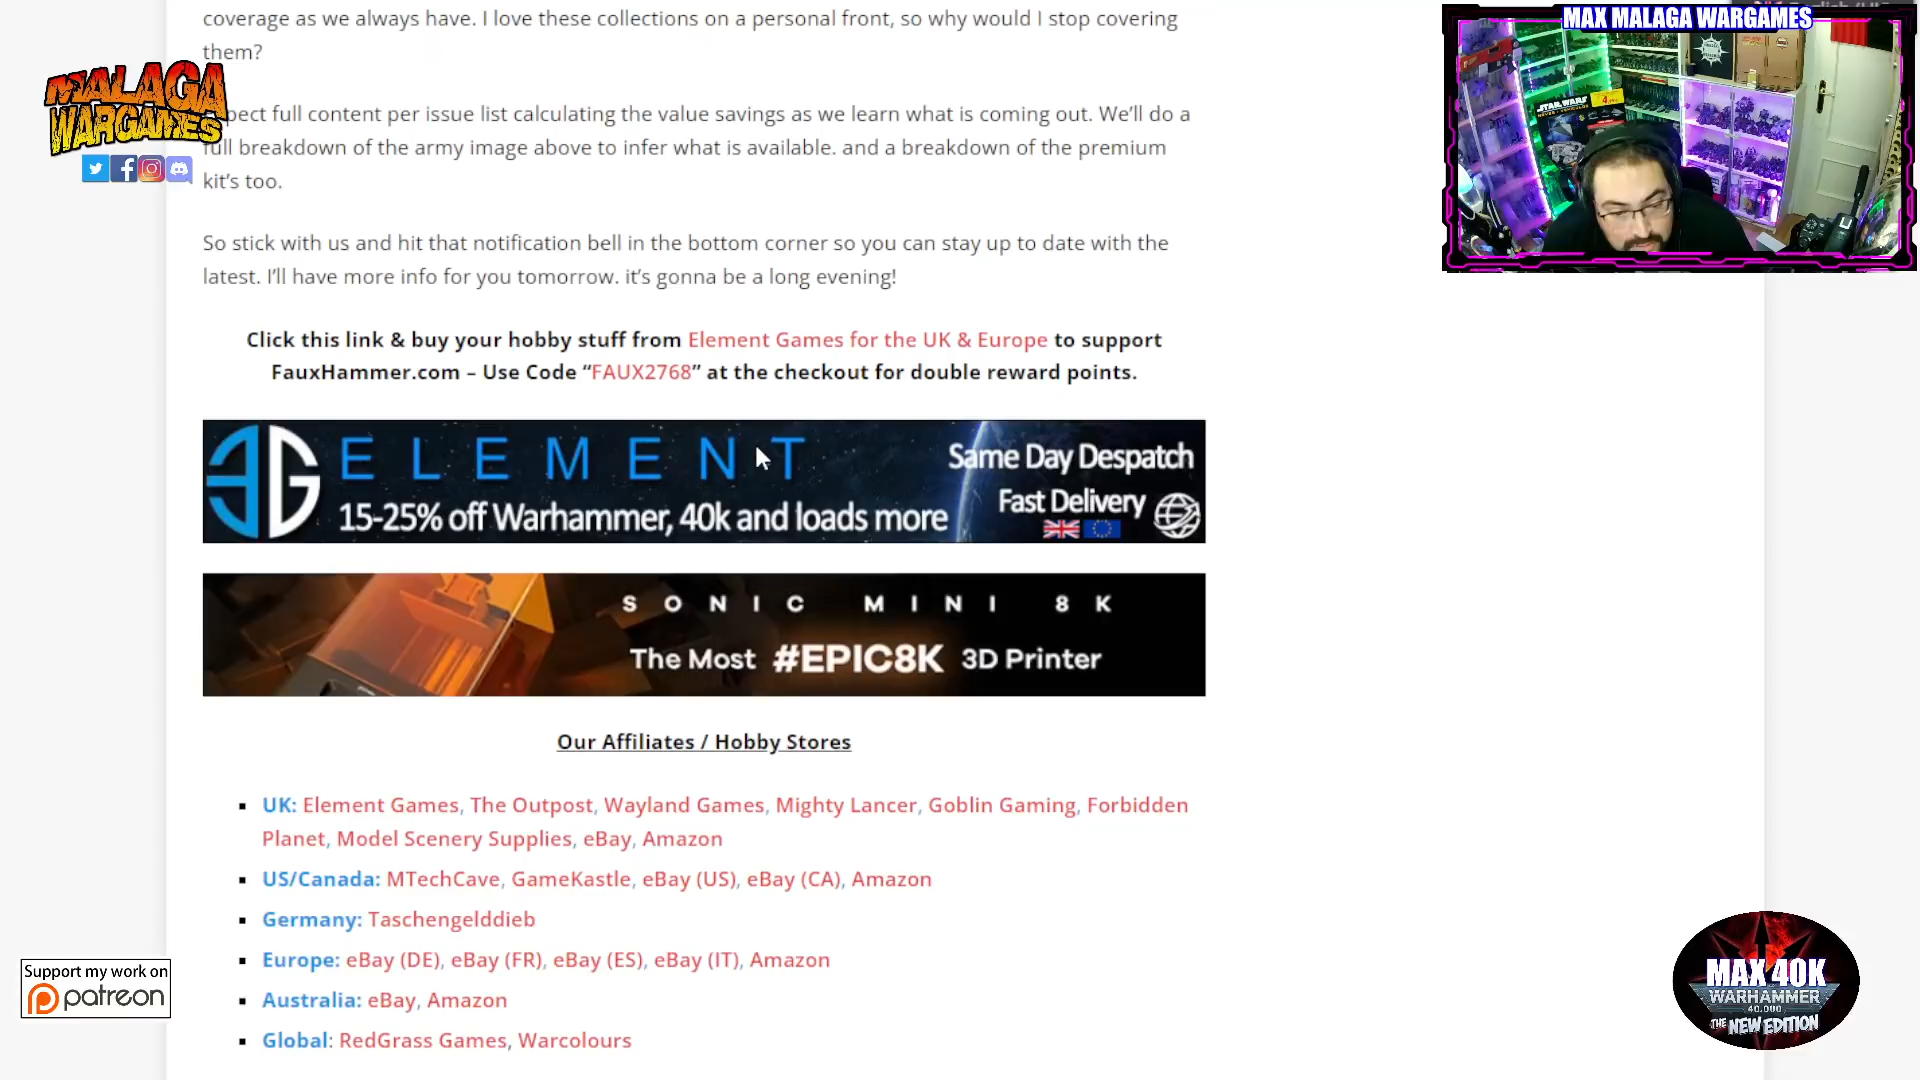 coverage as we always have. I love these collections on a personal front, so why would I stop covering
them?
MALAGA
WARGAMES
pect full content per issue list calculating the value savings as we learn what is coming out. We'll do a
full breakdown of the army image above to infer what is available. and a breakdown of the premium
kit's too.
So stick with us and hit that notification bell in the bottom corner so you can stay up to date with the
latest. I'll have more info for you tomorrow. it's gonna be a long evening!
Click this link & buy your hobby stuff from Element Games for the UK & Europe to support
FauxHammer.com – Use Code “FAUX2768” at the checkout for double reward points.
ELEMENT
15-25% off Warhammer, 40k and loads more
Same Day Despatch
Fast Delivery
SONIC MINI 8K
The Most #EPIC8K 3D Printer
Our Affiliates / Hobby Stores
UK: Element Games, The Outpost, Wayland Games, Mighty Lancer, Goblin Gaming, Forbidden
Planet, Model Scenery Supplies, eBay, Amazon
US/Canada: MTechCave, GameKastle, eBay (US), eBay (CA), Amazon
Germany: Taschengelddieb
Europe: eBay (DE), eBay (FR), eBay (ES), eBay (IT), Amazon
Australia: eBay, Amazon
Global: RedGrass Games, Warcolours
MAX MALAGA WARGAMES
STAR WARS
Support my work on
patreon
MAX 40K
WARHAMMER
40,000
THE NEW EDITION